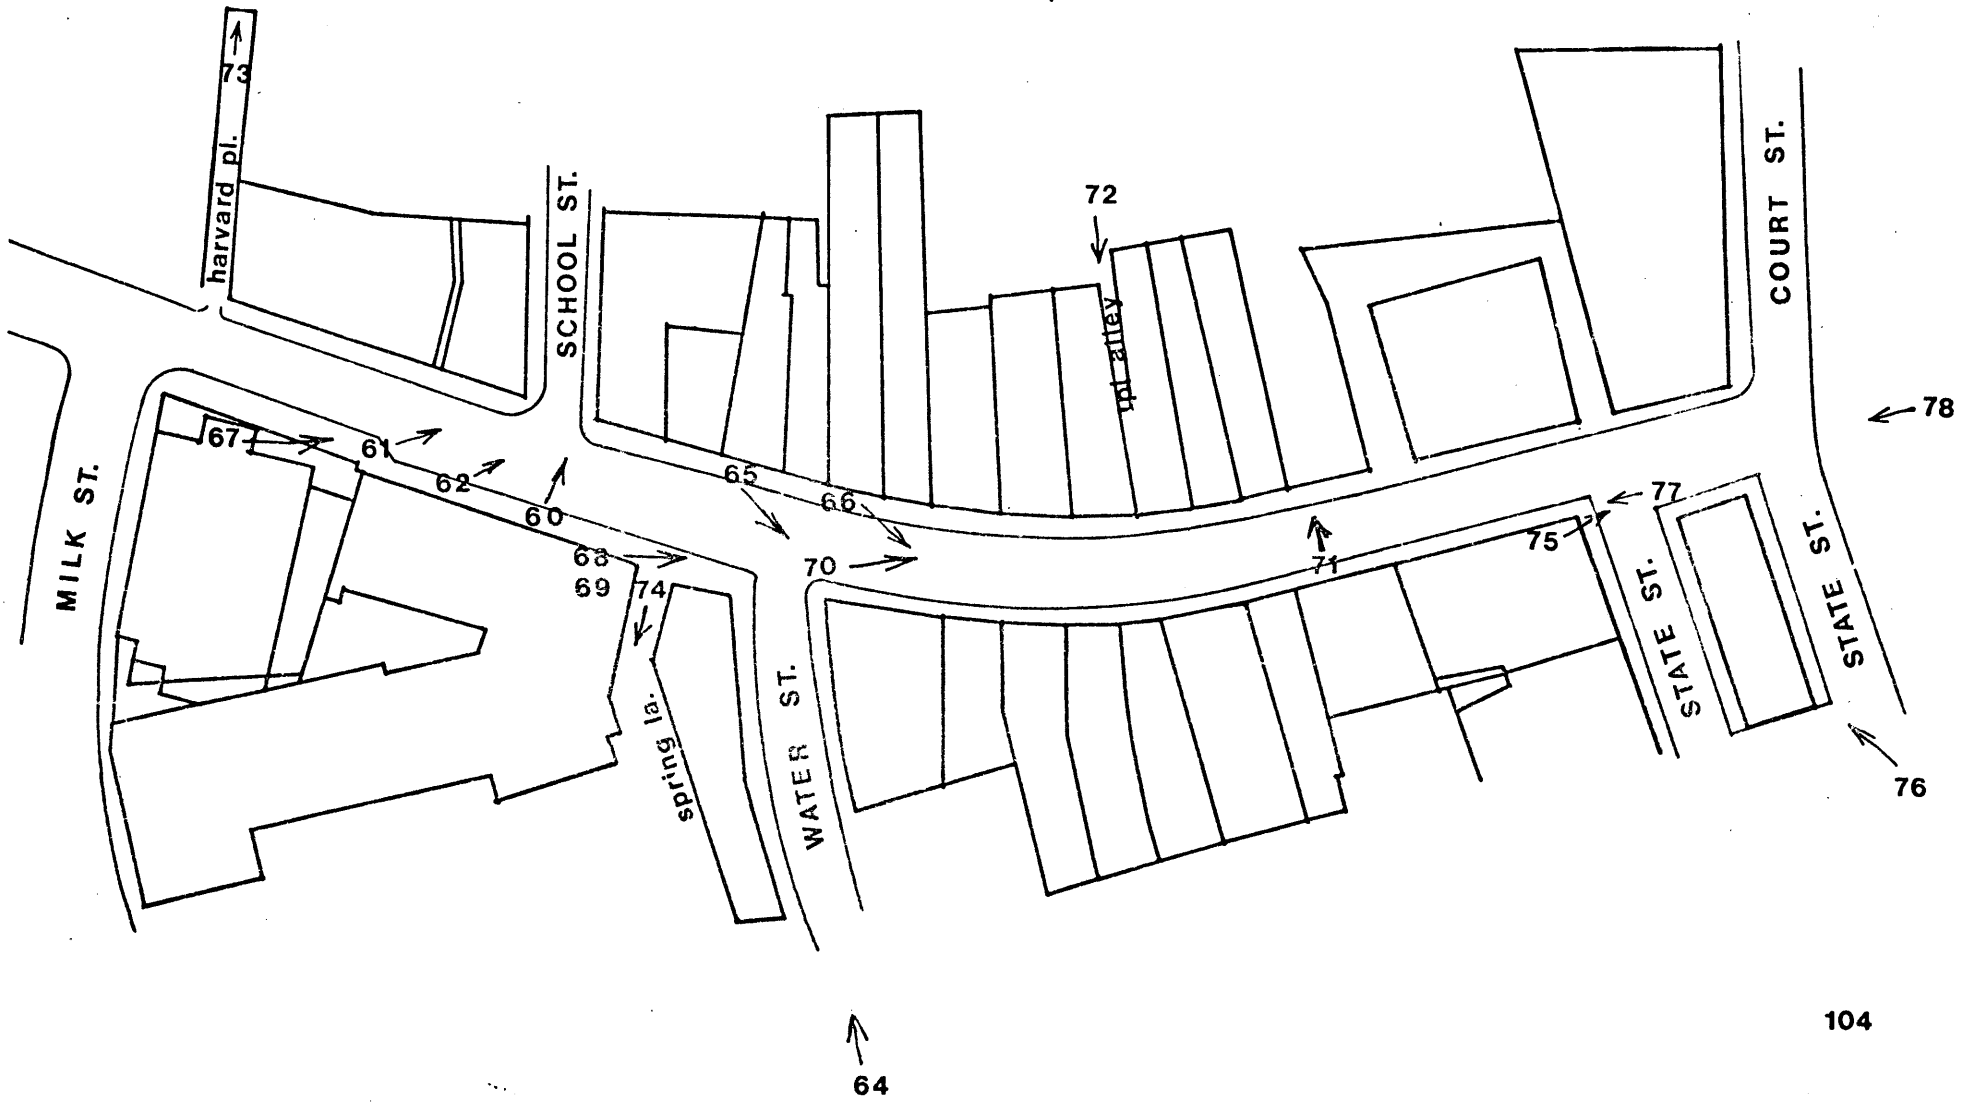 73
harvard pl.
SCHOOL ST.
COURT ST.
72
78
67
61
62
65
66
60
77
75
MILK ST.
68
69
74
70
71
STATE ST.
STATE ST.
spring la.
WATER ST.
76
104
64